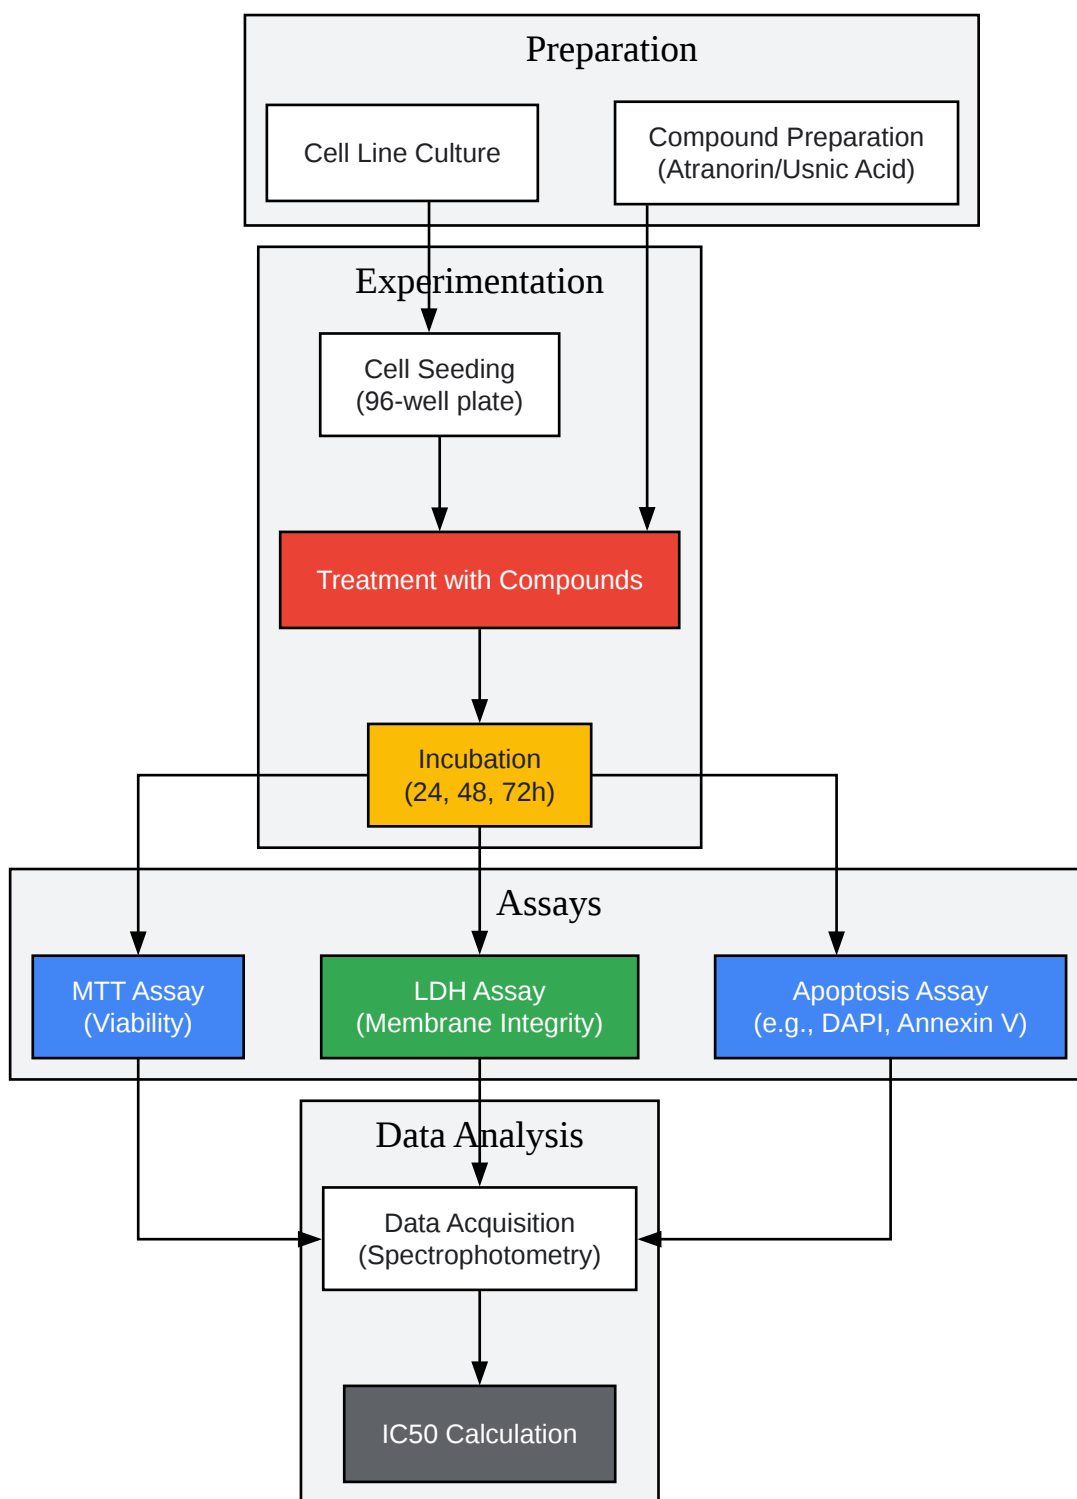 Preparation
Cell Line Culture
Compound Preparation
(Atranorin/Usnic Acid)
Experimentation
Cell Seeding
(96-well plate)
Treatment with Compounds
Incubation
(24, 48, 72h)
Assays
MTT Assay
(Viability)
LDH Assay
(Membrane Integrity)
Apoptosis Assay
(e.g., DAPI, Annexin V)
Data Analysis
Data Acquisition
(Spectrophotometry)
IC50 Calculation